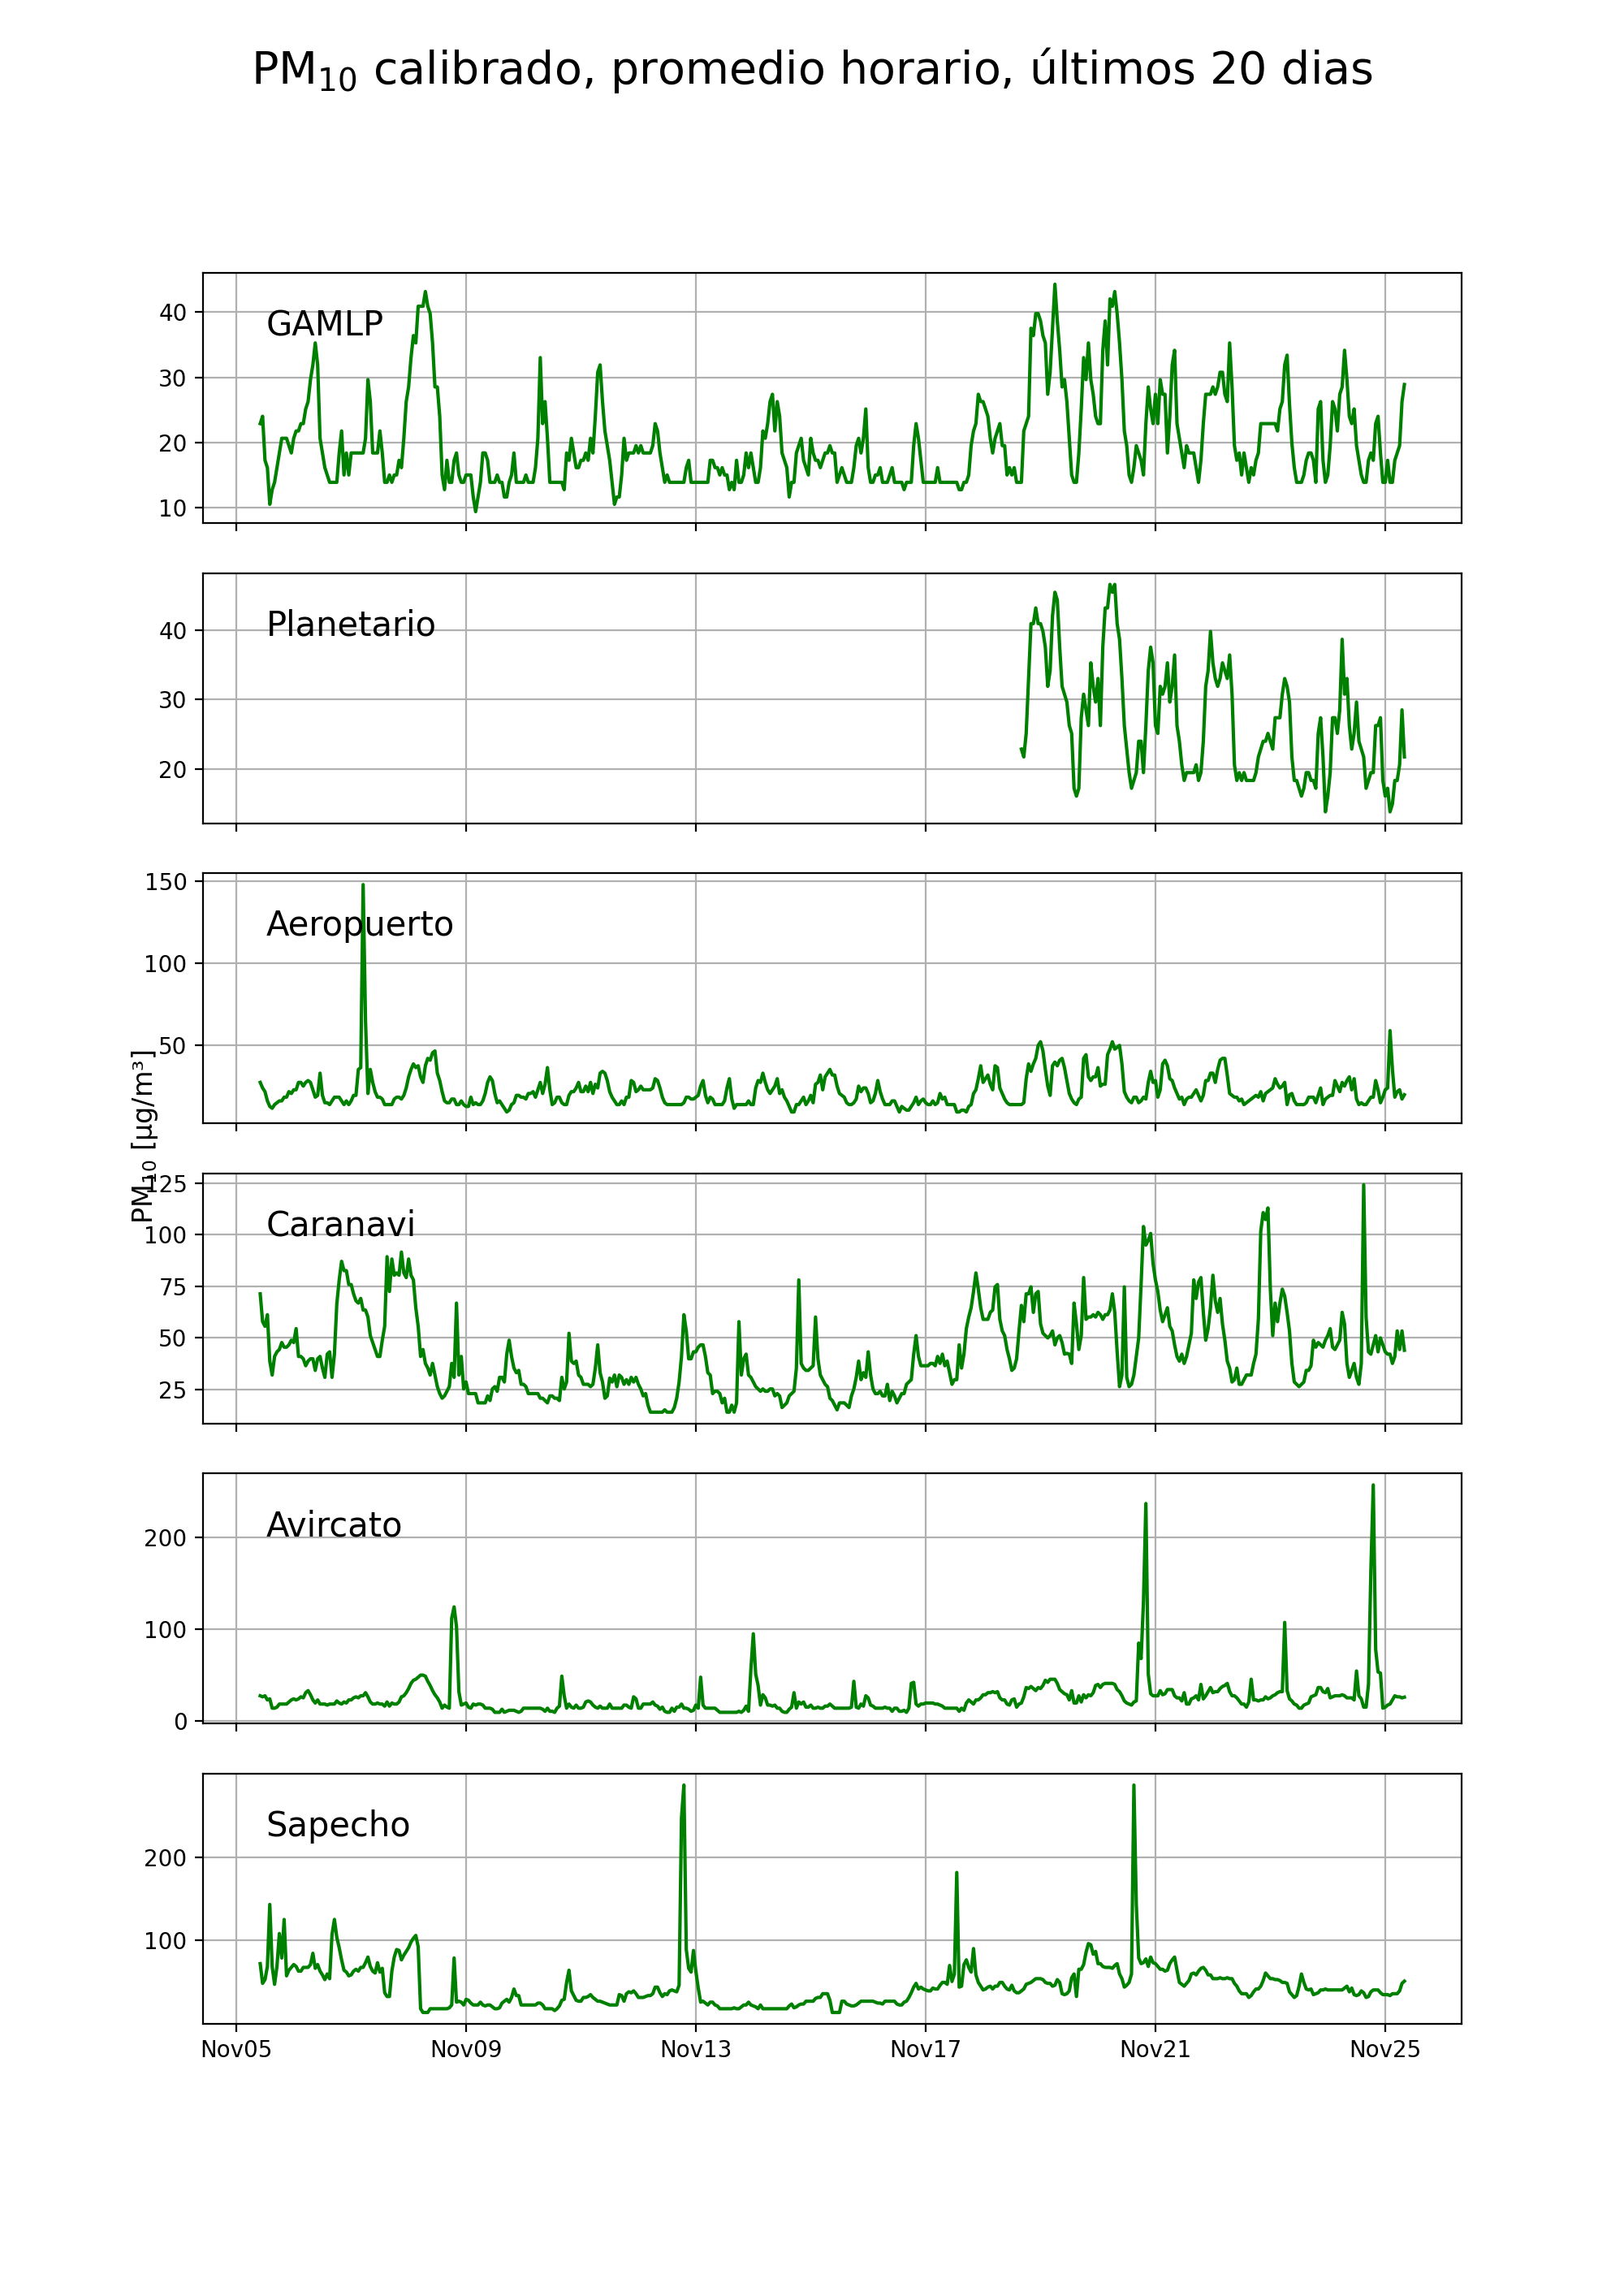 PM₁₀ calibrado, promedio horario, últimos 20 dias
GAMLP
40
30
20
10
Planetario
40
30
20
Aeropuerto
150
100
50
PM₁₀ [µg/m³]
Caranavi
125
100
75
50
25
Avircato
200
100
0
Sapecho
200
100
Nov05 Nov09 Nov13 Nov17 Nov21 Nov25